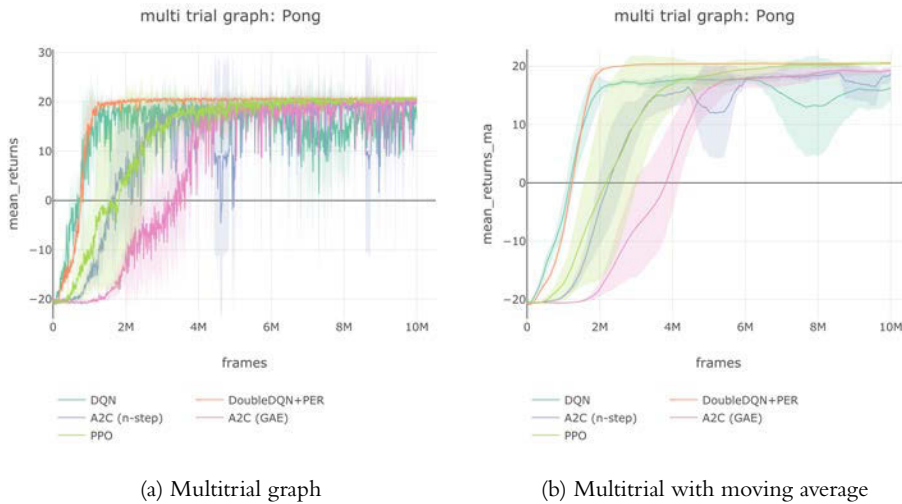 multi trial graph: Pong
mean_returns
30
20
10
0
−10
−20
0
2M
4M
6M
8M
10M
frames
DQN
DoubleDQN+PER
A2C (n-step)
A2C (GAE)
PPO
(a) Multitrial graph
multi trial graph: Pong
mean_returns_ma
20
10
0
−10
−20
0
2M
4M
6M
8M
10M
frames
DQN
DoubleDQN+PER
A2C (n-step)
A2C (GAE)
PPO
(b) Multitrial with moving average